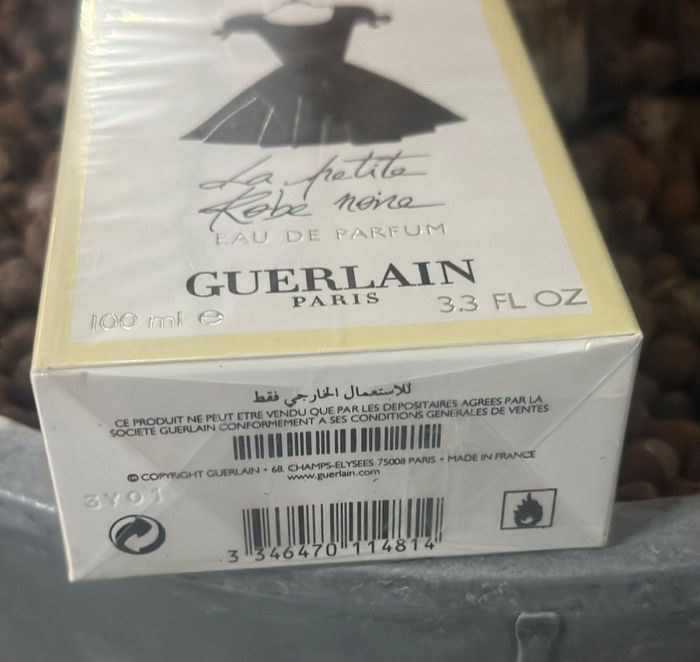 La petite
Robe noire
EAU DE PARFUM
GUERLAIN
PARIS
100 ml e
3.3 FL OZ
للاستعمال الخارجي فقط
CE PRODUIT NE PEUT ETRE VENDU QUE PAR LES DEPOSITAIRES AGREES PAR LA
SOCIETE GUERLAIN CONFORMEMENT A SES CONDITIONS GENERALES DE VENTES
© COPYRIGHT GUERLAIN • 68, CHAMPS-ELYSEES 75008 PARIS • MADE IN FRANCE
www.guerlain.com
3Y01
3 346470 114814